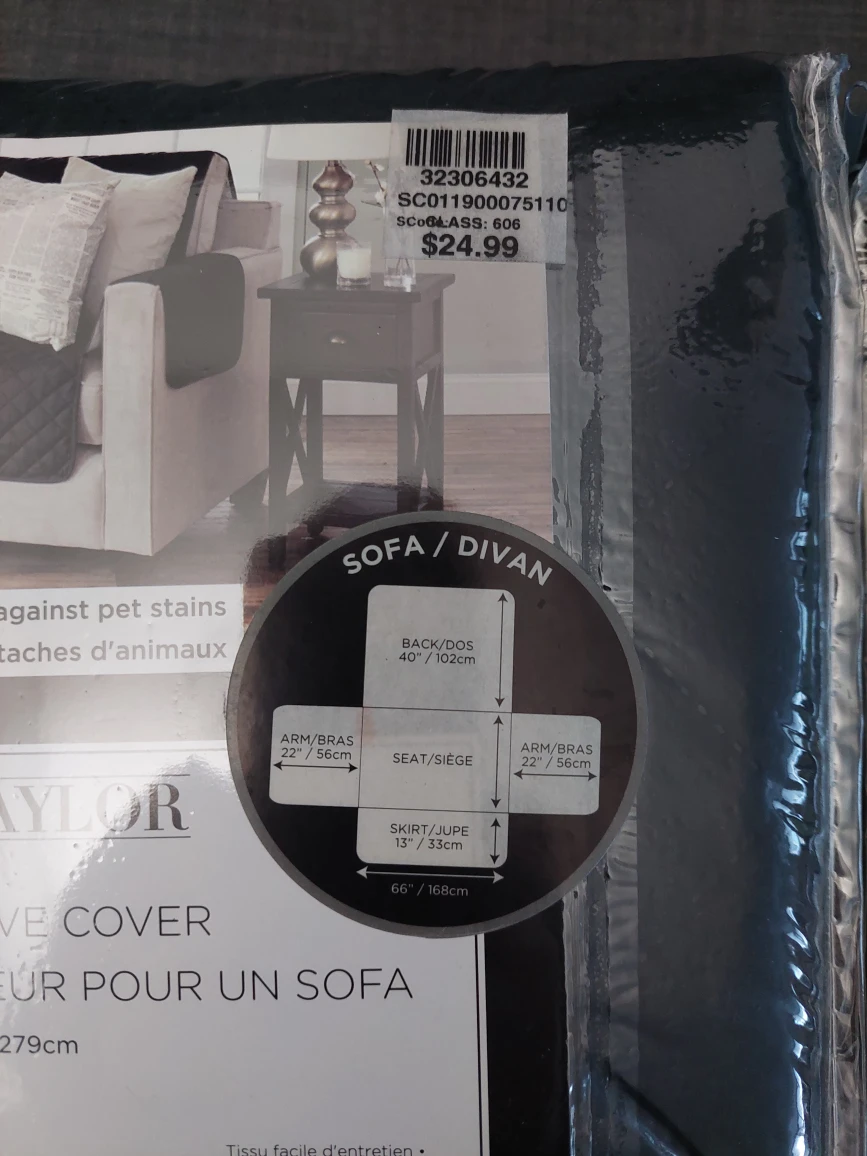 32306432
SC011900075110
CLASS: 606
$24.99
SOFA / DIVAN
BACK/DOS
40" / 102cm
ARM/BRAS
22" / 56cm
SEAT/SIÈGE
ARM/BRAS
22" / 56cm
SKIRT/JUPE
13" / 33cm
66" / 168cm
against pet stains
taches d'animaux
AYLOR
VE COVER
EUR POUR UN SOFA
279cm
Tissu facile d'entretien •